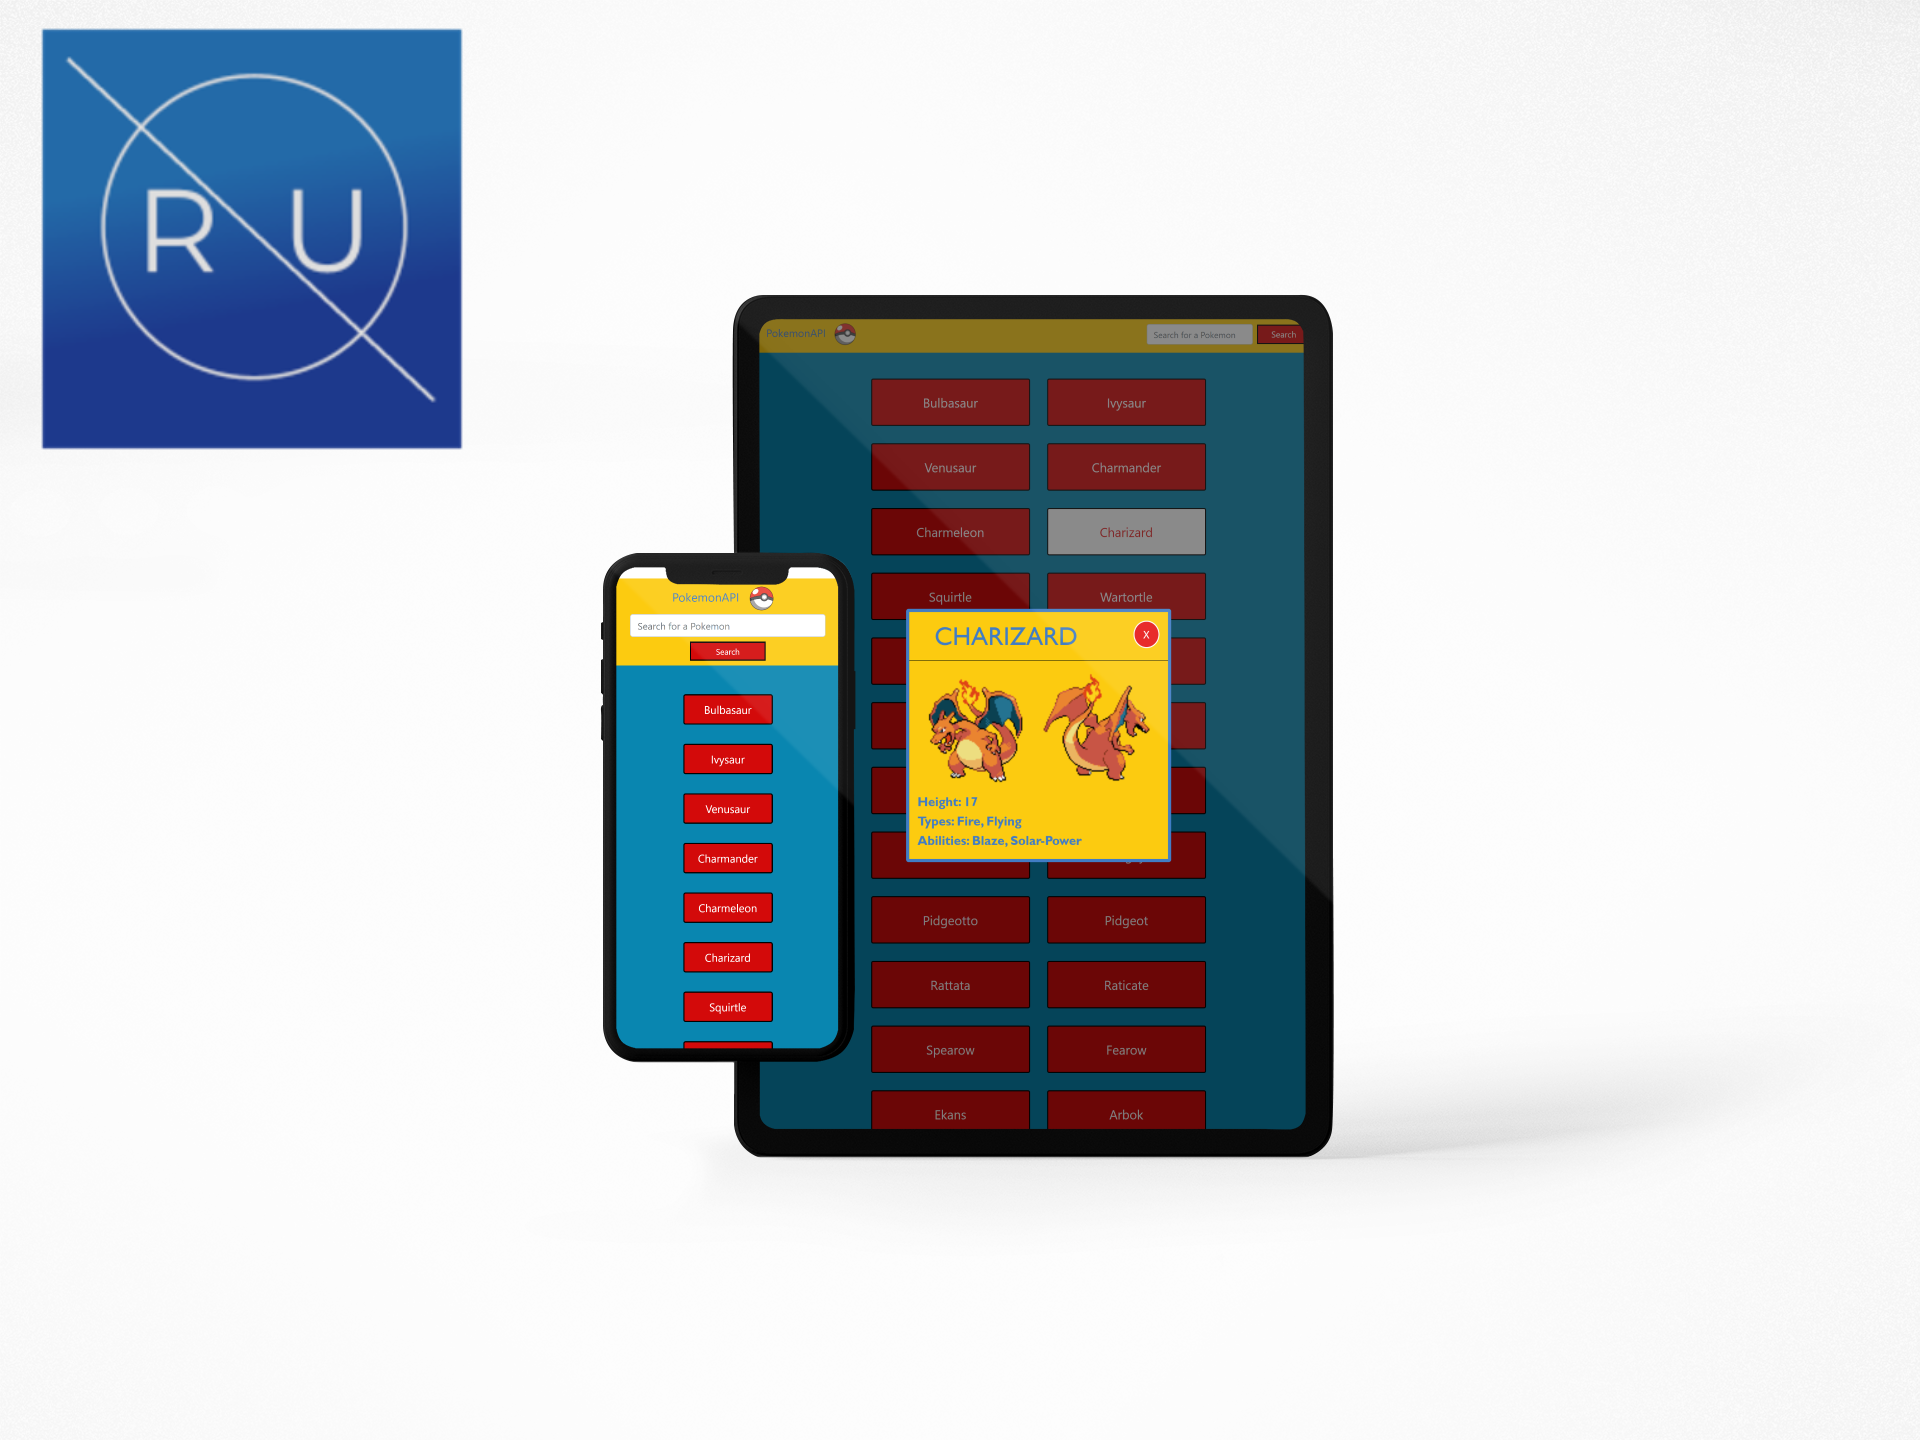 R U
PokemonAPI
Search for a Pokemon
Search
Bulbasaur
Ivysaur
Venusaur
Charmander
Charmeleon
Charizard
Squirtle
Wartortle
CHARIZARD
X
Height: 17
Types: Fire, Flying
Abilities: Blaze, Solar-Power
Pidgeotto
Pidgeot
Rattata
Raticate
Spearow
Fearow
Ekans
Arbok
PokemonAPI
Search for a Pokemon
Search
Bulbasaur
Ivysaur
Venusaur
Charmander
Charmeleon
Charizard
Squirtle